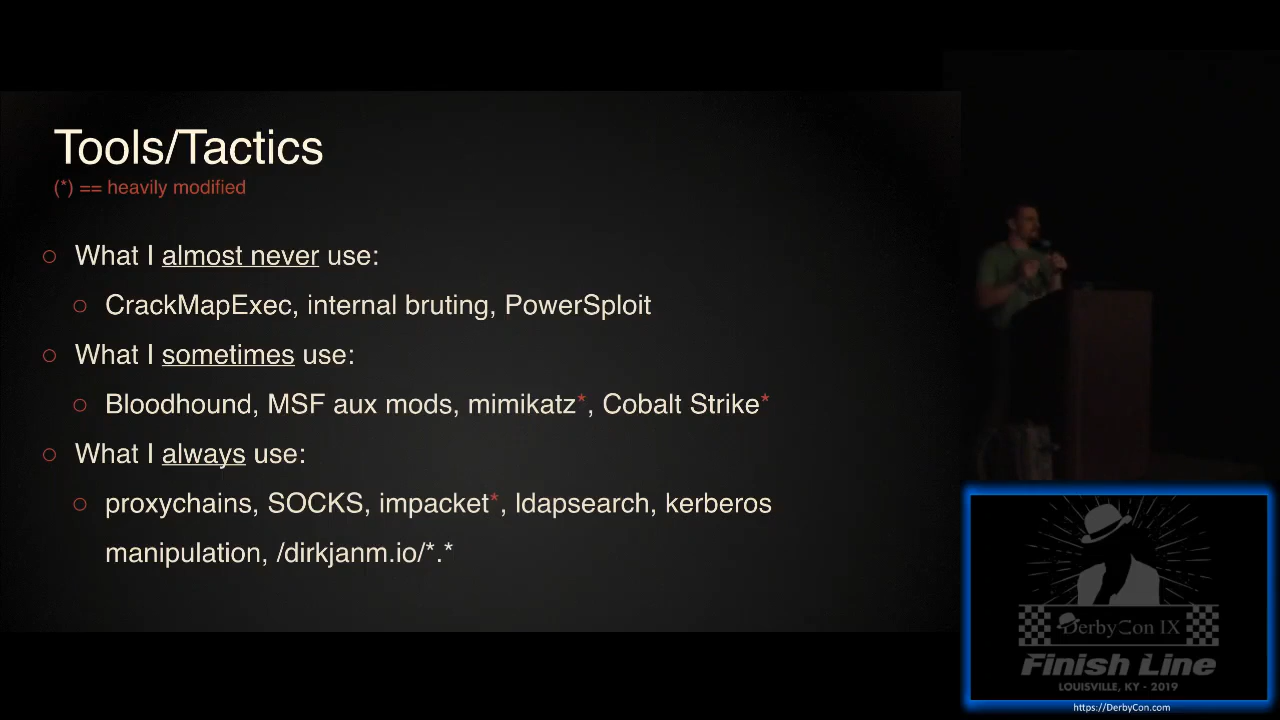 Tools/Tactics
(*) == heavily modified
What I almost never use:
CrackMapExec, internal bruting, PowerSploit
What I sometimes use:
Bloodhound, MSF aux mods, mimikatz*, Cobalt Strike*
What I always use:
proxychains, SOCKS, impacket*, ldapsearch, kerberos
manipulation, /dirkjanm.io/*.*
DerbyCon IX
Finish Line
LOUISVILLE, KY - 2019
https://DerbyCon.com